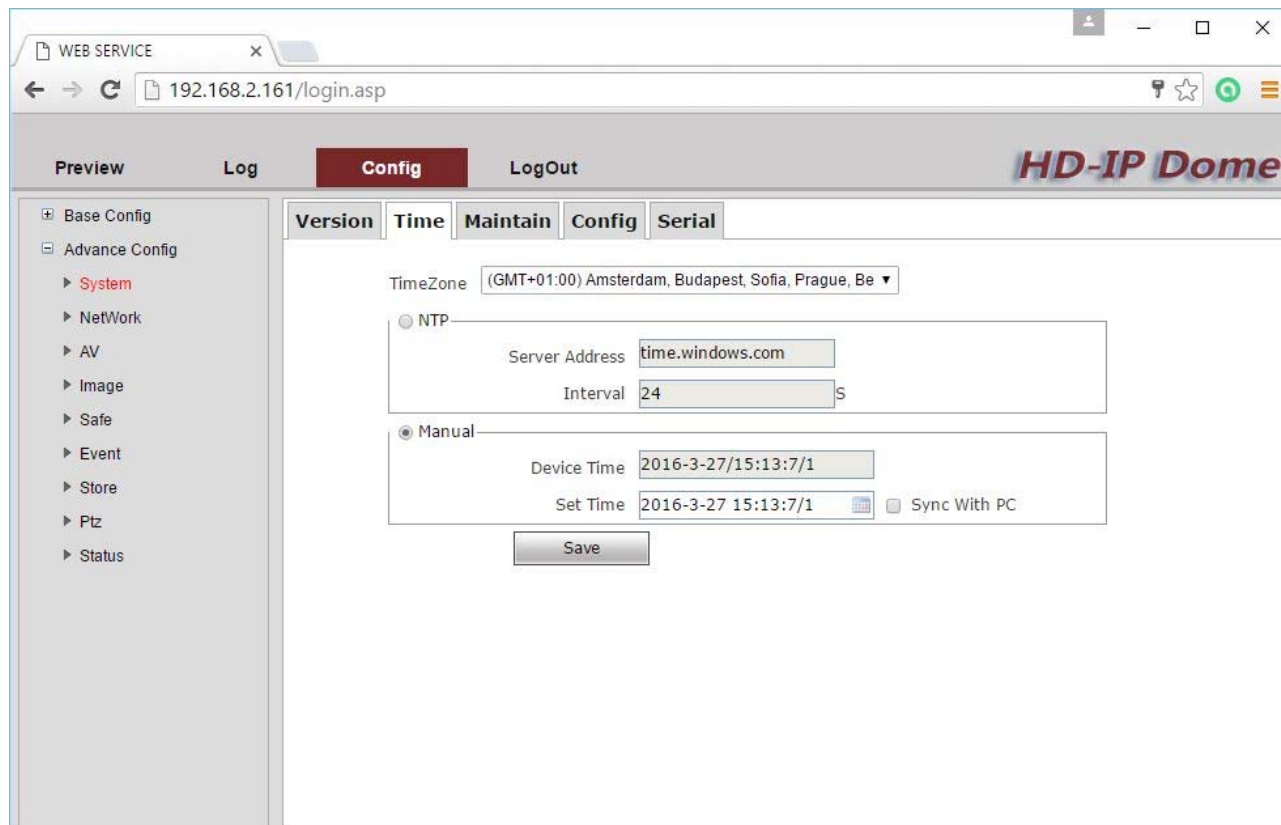 WEB SERVICE
192.168.2.161/login.asp
Preview Log Config LogOut HD-IP Dome
Base Config
Advance Config
System
NetWork
AV
Image
Safe
Event
Store
Ptz
Status
Version Time Maintain Config Serial
TimeZone (GMT+01:00) Amsterdam, Budapest, Sofia, Prague, Be
NTP
Server Address time.windows.com
Interval 24 S
Manual
Device Time 2016-3-27/15:13:7/1
Set Time 2016-3-27 15:13:7/1 Sync With PC
Save